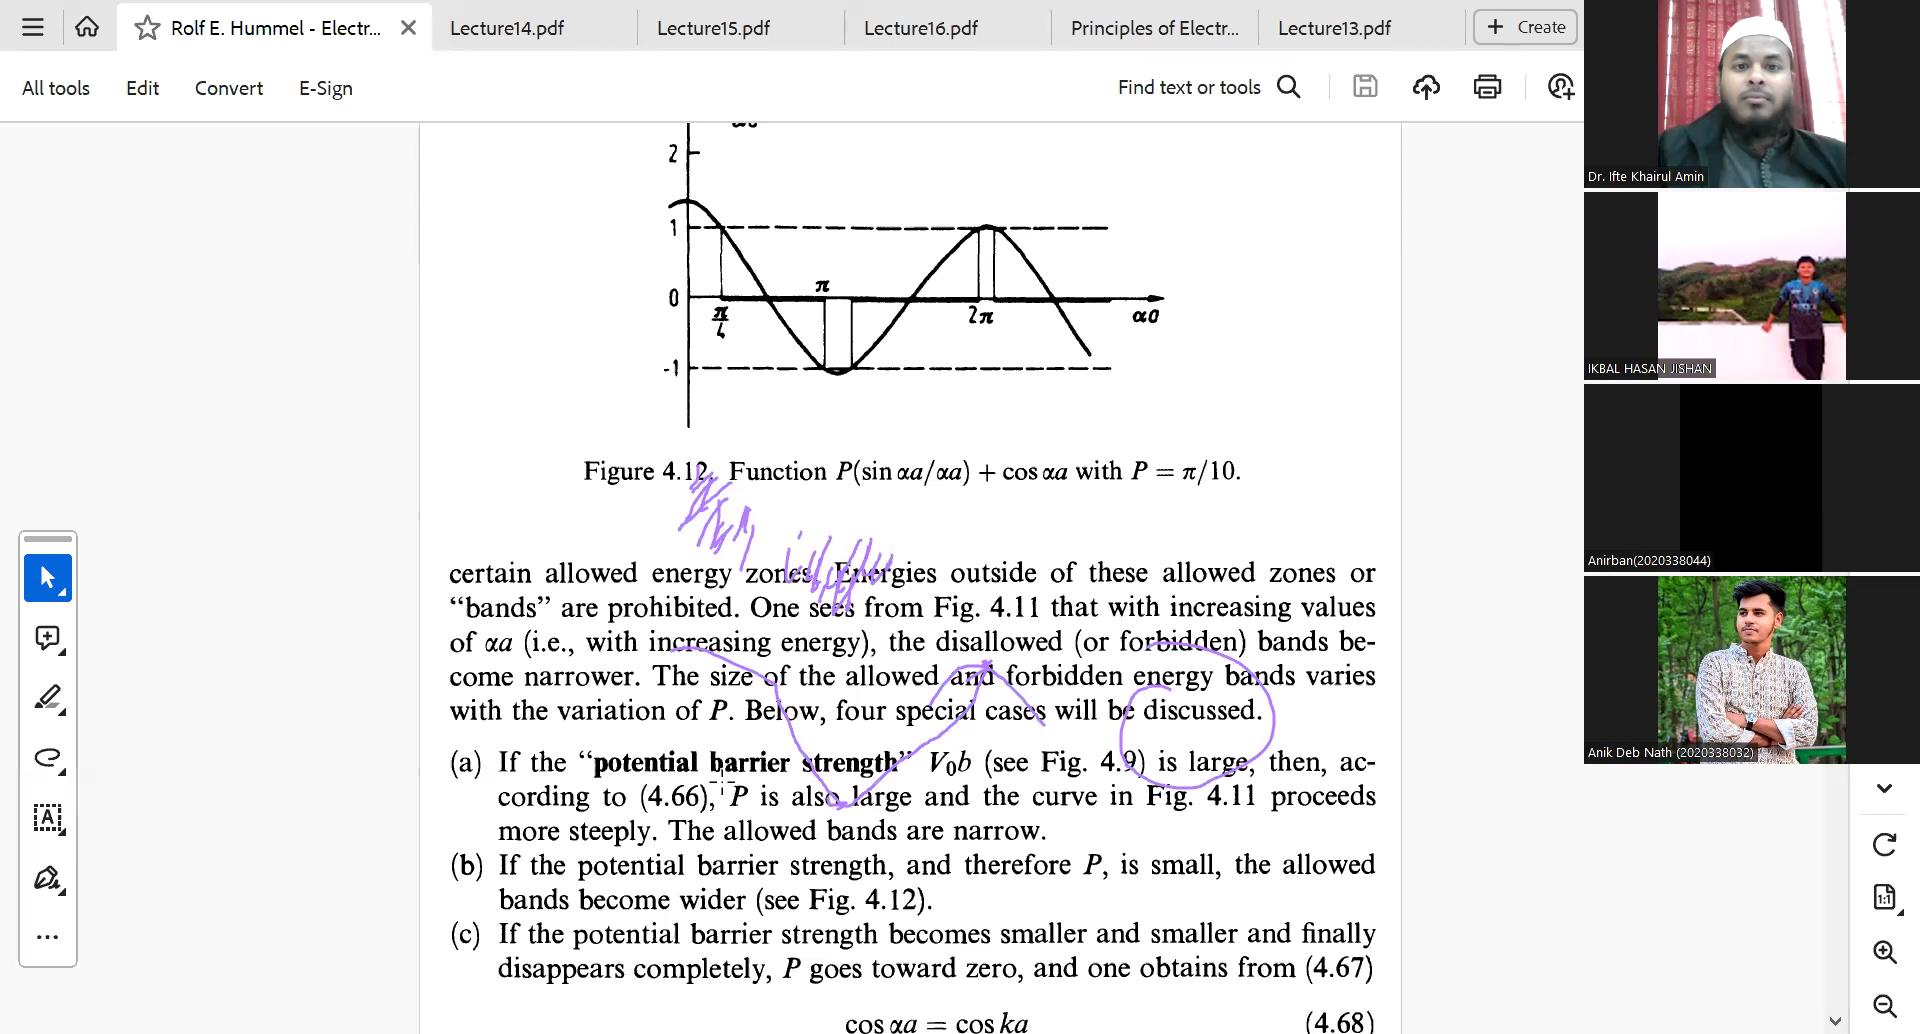 Rolf E. Hummel - Electr...
Lecture14.pdf
Lecture15.pdf
Lecture16.pdf
Principles of Electr...
Lecture13.pdf
+ Create
All tools
Edit
Convert
E-Sign
Find text or tools
2
1
0
-1
π/4
π
2π
αa
Figure 4.12. Function P(sin αa/αa) + cos αa with P = π/10.
certain allowed energy zones. Energies outside of these allowed zones or
“bands” are prohibited. One sees from Fig. 4.11 that with increasing values
of αa (i.e., with increasing energy), the disallowed (or forbidden) bands be-
come narrower. The size of the allowed and forbidden energy bands varies
with the variation of P. Below, four special cases will be discussed.
(a) If the “potential barrier strength” V₀b (see Fig. 4.9) is large, then, ac-
cording to (4.66), P is also large and the curve in Fig. 4.11 proceeds
more steeply. The allowed bands are narrow.
(b) If the potential barrier strength, and therefore P, is small, the allowed
bands become wider (see Fig. 4.12).
(c) If the potential barrier strength becomes smaller and smaller and finally
disappears completely, P goes toward zero, and one obtains from (4.67)
cos αa = cos ka (4.68)
Dr. Ifte Khairul Amin
IKBAL HASAN JISHAN
Anirban(2020338044)
Anik Deb Nath (2020338032)
1:1